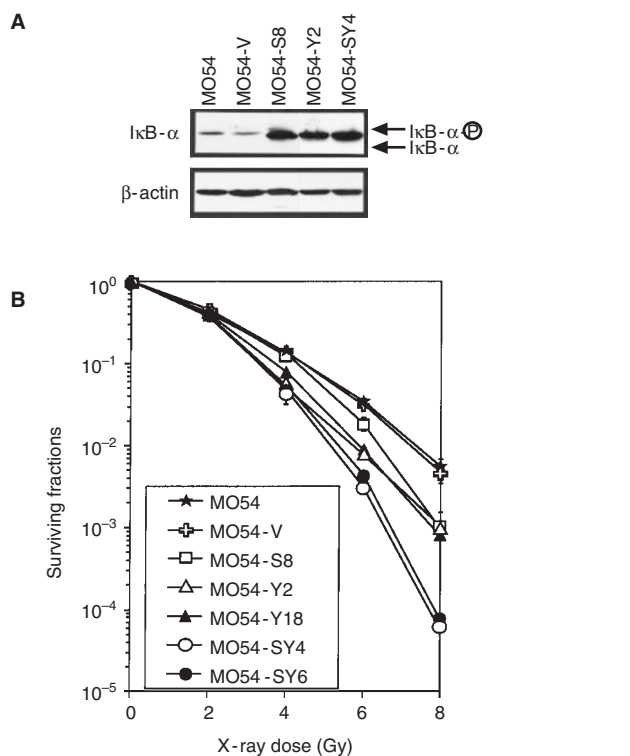 A
MO54
MO54-V
MO54-S8
MO54-Y2
MO54-SY4
IκB-α
IκB-α-Ⓟ
IκB-α
β-actin
B
10⁰
10⁻¹
10⁻²
10⁻³
10⁻⁴
10⁻⁵
Surviving fractions
MO54
MO54-V
MO54-S8
MO54-Y2
MO54-Y18
MO54-SY4
MO54-SY6
0 2 4 6 8
X-ray dose (Gy)